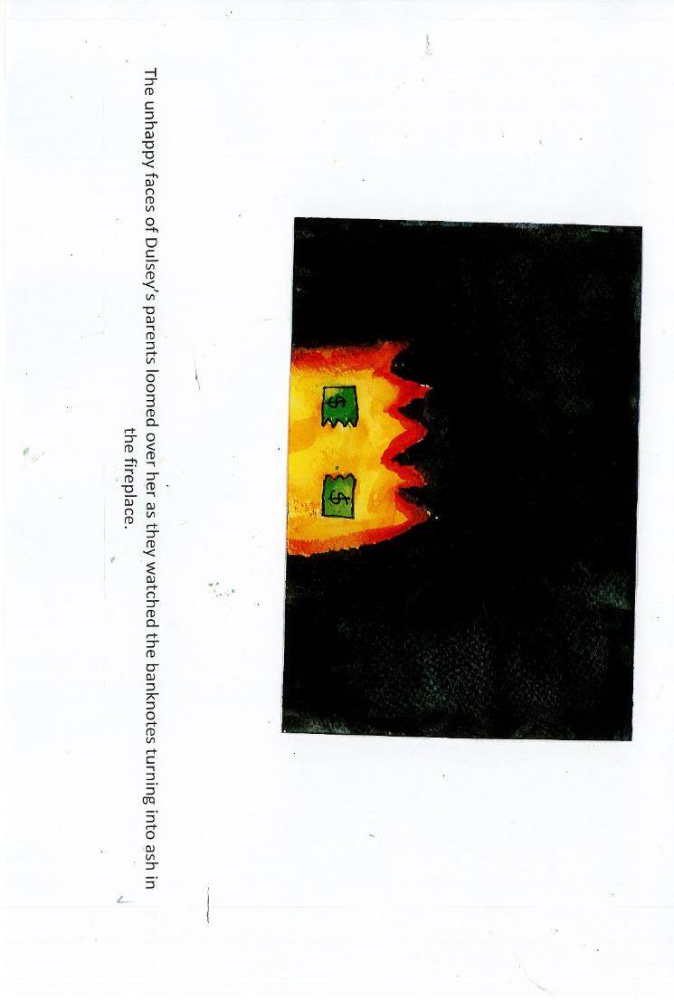 $
$
The unhappy faces of Dulsey's parents loomed over her as they watched the banknotes turning into ash in
the fireplace.